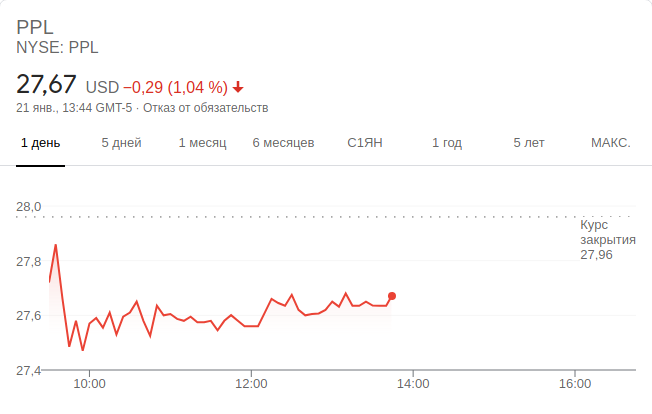 PPL
NYSE: PPL
27,67 USD −0,29 (1,04 %)
21 янв., 13:44 GMT-5 · Отказ от обязательств
1 день 5 дней 1 месяц 6 месяцев С1ЯН 1 год 5 лет МАКС.
28,0
Курс
закрытия
27,96
27,8
27,6
27,4
10:00 12:00 14:00 16:00